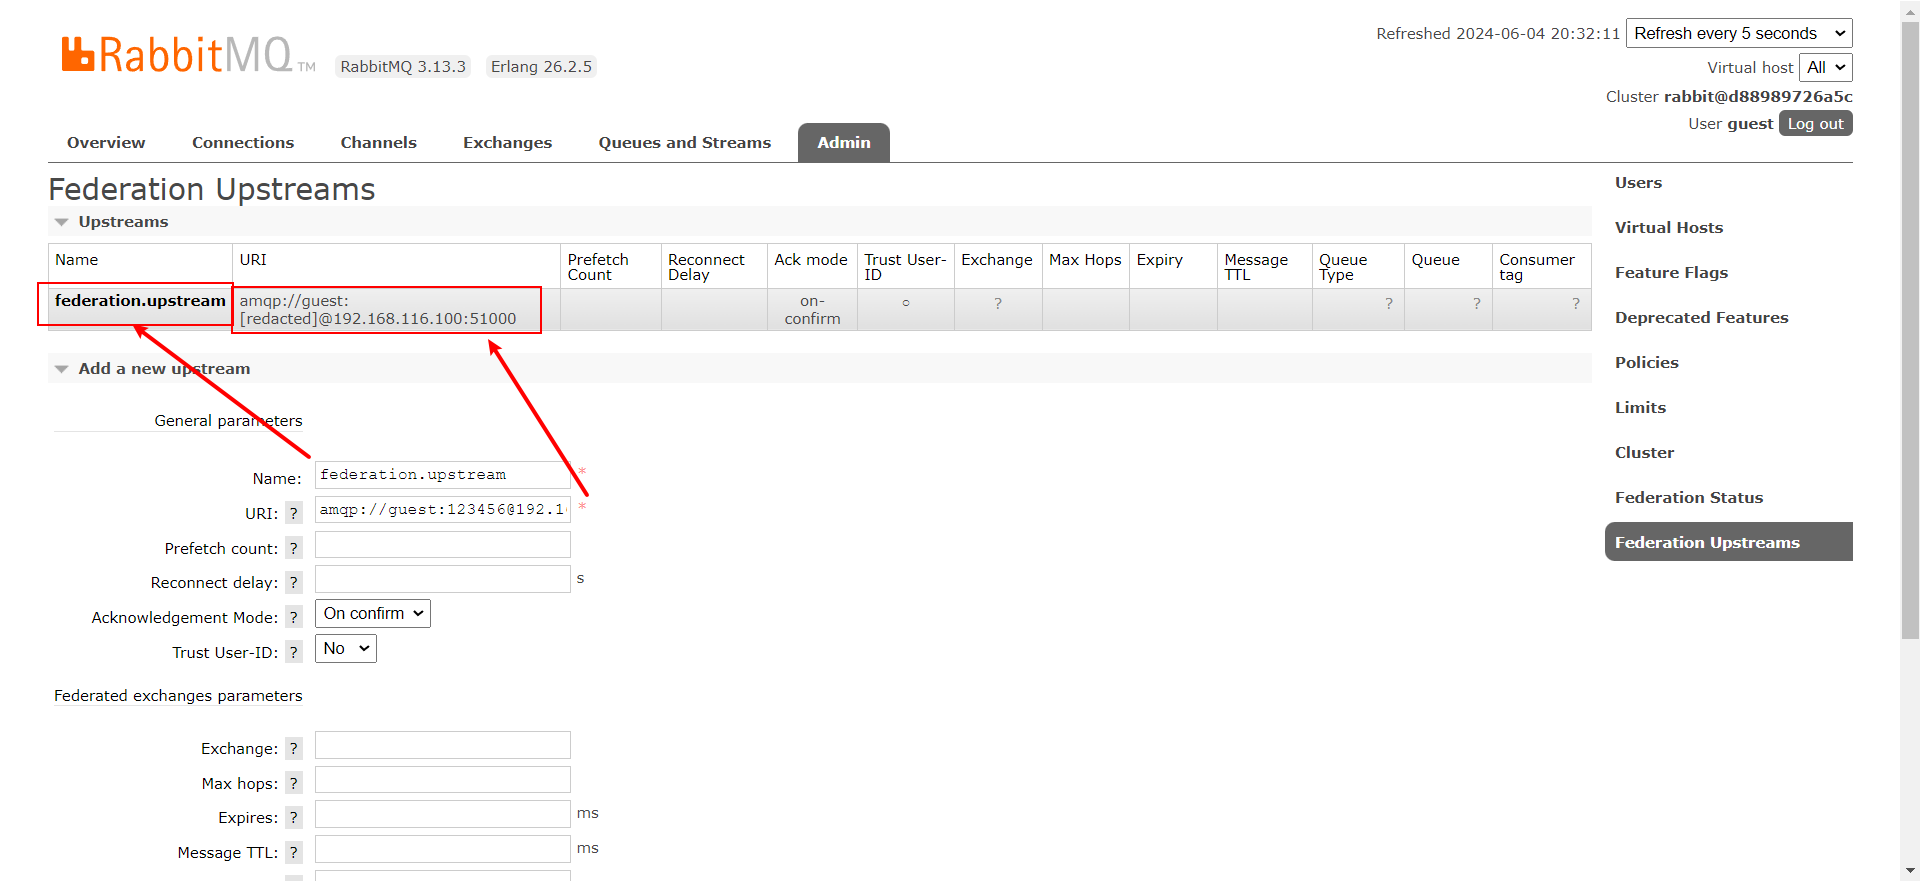 Refreshed 2024-06-04 20:32:11 Refresh every 5 seconds
RabbitMQ TM RabbitMQ 3.13.3 Erlang 26.2.5
Virtual host All
Cluster rabbit@d88989726a5c
User guest Log out
Overview Connections Channels Exchanges Queues and Streams Admin
Federation Upstreams
Upstreams
Name URI Prefetch Count Reconnect Delay Ack mode Trust User-ID Exchange Max Hops Expiry Message TTL Queue Type Queue Consumer tag
federation.upstream amqp://guest:[redacted]@192.168.116.100:51000 on-confirm ○ ? ? ? ?
Add a new upstream
General parameters
Name: federation.upstream *
URI: ? amqp://guest:123456@192.1 *
Prefetch count: ?
Reconnect delay: ? s
Acknowledgement Mode: ? On confirm
Trust User-ID: ? No
Federated exchanges parameters
Exchange: ?
Max hops: ?
Expires: ? ms
Message TTL: ? ms
Users
Virtual Hosts
Feature Flags
Deprecated Features
Policies
Limits
Cluster
Federation Status
Federation Upstreams